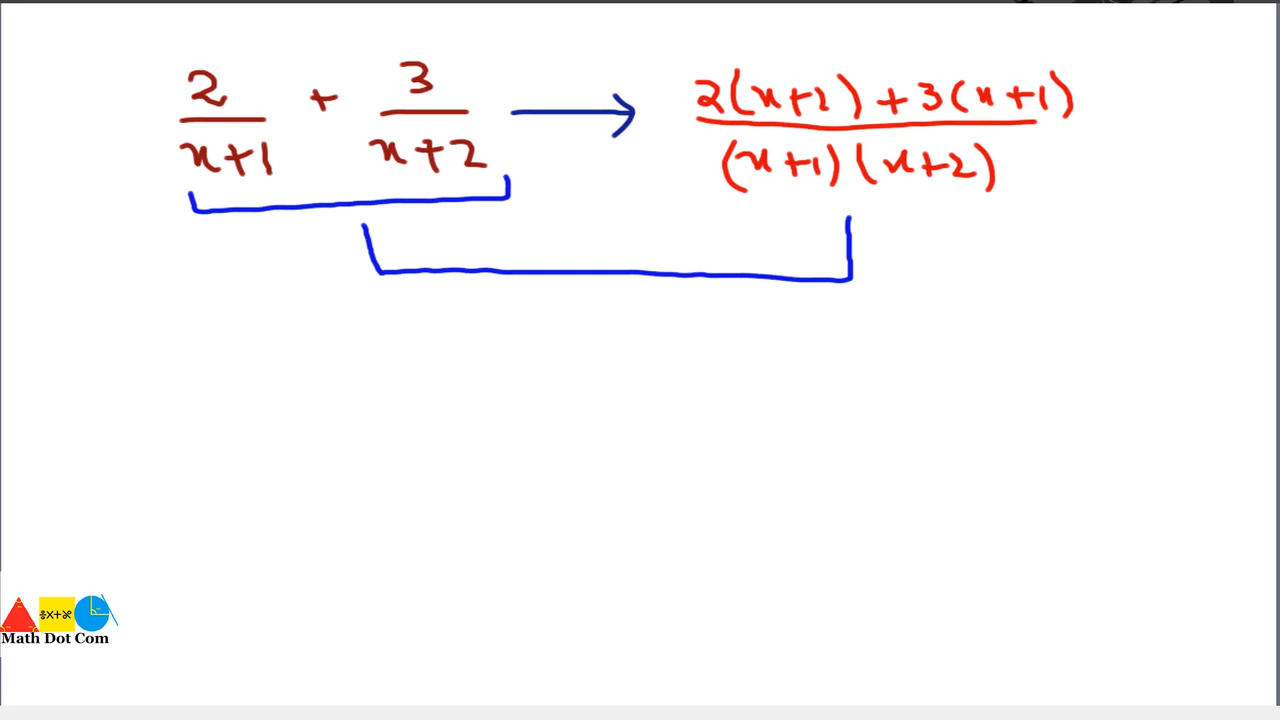 2/(x+1) + 3/(x+2) → (2(x+2) + 3(x+1))/((x+1)(x+2))
Math Dot Com